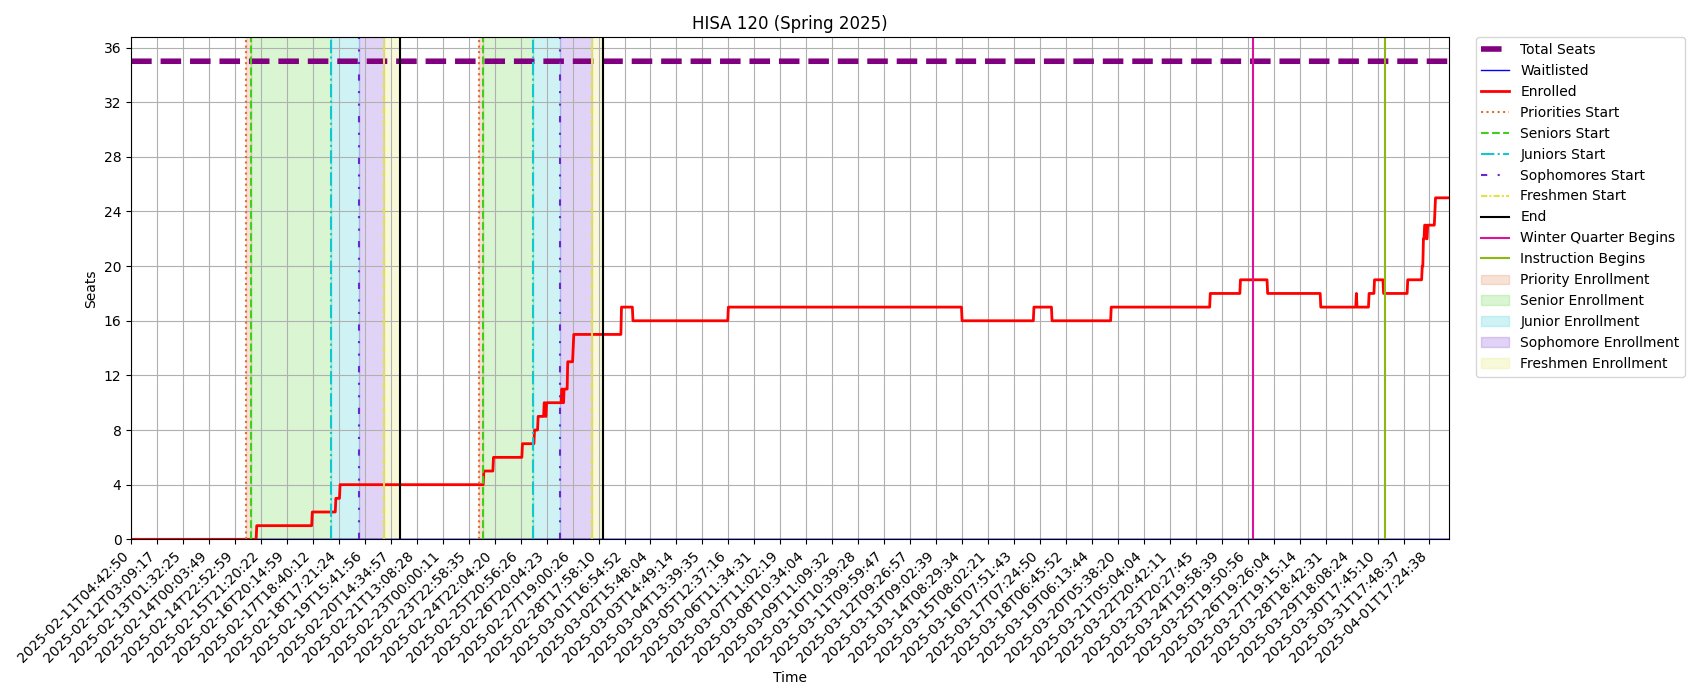 HISA 120 (Spring 2025)
36
32
28
24
20
16
12
8
4
0
Seats
2025-02-11T04:42:50
2025-02-12T03:09:17
2025-02-13T01:32:25
2025-02-14T00:03:49
2025-02-14T22:52:59
2025-02-15T21:20:22
2025-02-16T20:14:59
2025-02-17T18:40:12
2025-02-18T17:21:24
2025-02-19T15:41:56
2025-02-20T14:34:57
2025-02-21T13:08:28
2025-02-23T00:00:11
2025-02-23T22:58:35
2025-02-24T22:04:20
2025-02-25T20:56:26
2025-02-26T20:04:23
2025-02-27T19:00:26
2025-02-28T17:58:10
2025-03-01T16:54:52
2025-03-02T15:48:04
2025-03-03T14:49:14
2025-03-04T13:39:35
2025-03-05T12:37:16
2025-03-07T11:34:31
2025-03-07T11:02:19
2025-03-08T10:34:04
2025-03-09T11:09:32
2025-03-10T10:39:28
2025-03-11T09:59:47
2025-03-12T09:26:57
2025-03-13T09:02:39
2025-03-14T08:29:34
2025-03-15T08:02:21
2025-03-16T07:51:43
2025-03-17T07:24:50
2025-03-18T06:45:52
2025-03-19T06:13:44
2025-03-20T05:38:20
2025-03-21T05:04:04
2025-03-22T20:42:11
2025-03-23T20:27:45
2025-03-24T19:58:39
2025-03-25T19:50:56
2025-03-26T19:26:04
2025-03-27T19:15:14
2025-03-28T18:42:31
2025-03-29T18:08:24
2025-03-30T17:45:10
2025-03-31T17:48:37
2025-04-01T17:24:38
Time
Total Seats
Waitlisted
Enrolled
Priorities Start
Seniors Start
Juniors Start
Sophomores Start
Freshmen Start
End
Winter Quarter Begins
Instruction Begins
Priority Enrollment
Senior Enrollment
Junior Enrollment
Sophomore Enrollment
Freshmen Enrollment